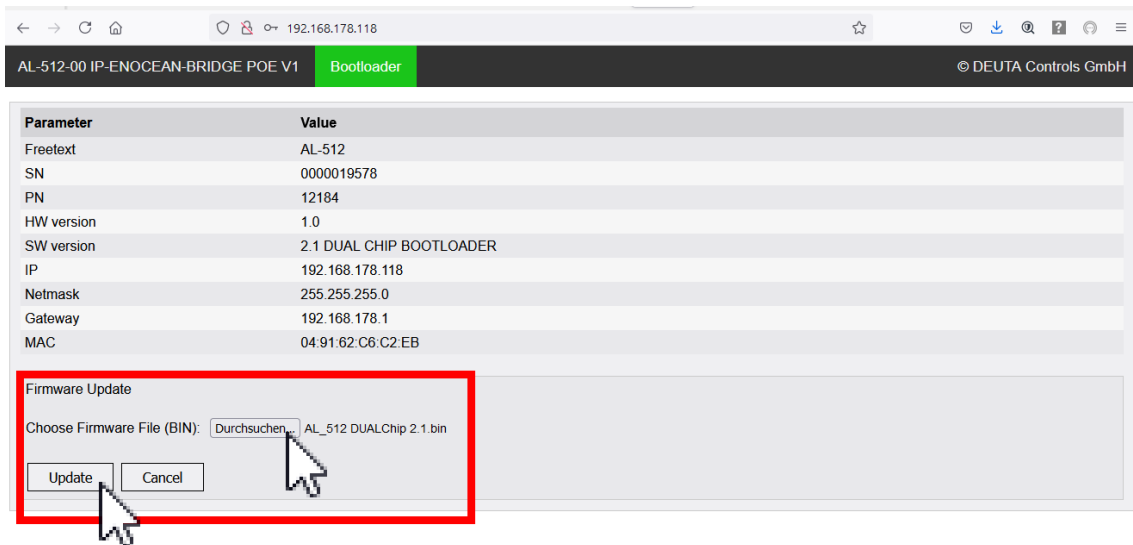 192.168.178.118
AL-512-00 IP-ENOCEAN-BRIDGE POE V1 Bootloader © DEUTA Controls GmbH
Parameter Value
Freetext AL-512
SN 0000019578
PN 12184
HW version 1.0
SW version 2.1 DUAL CHIP BOOTLOADER
IP 192.168.178.118
Netmask 255.255.255.0
Gateway 192.168.178.1
MAC 04:91:62:C6:C2:EB
Firmware Update
Choose Firmware File (BIN): Durchsuchen... AL_512 DUALChip 2.1.bin
Update Cancel